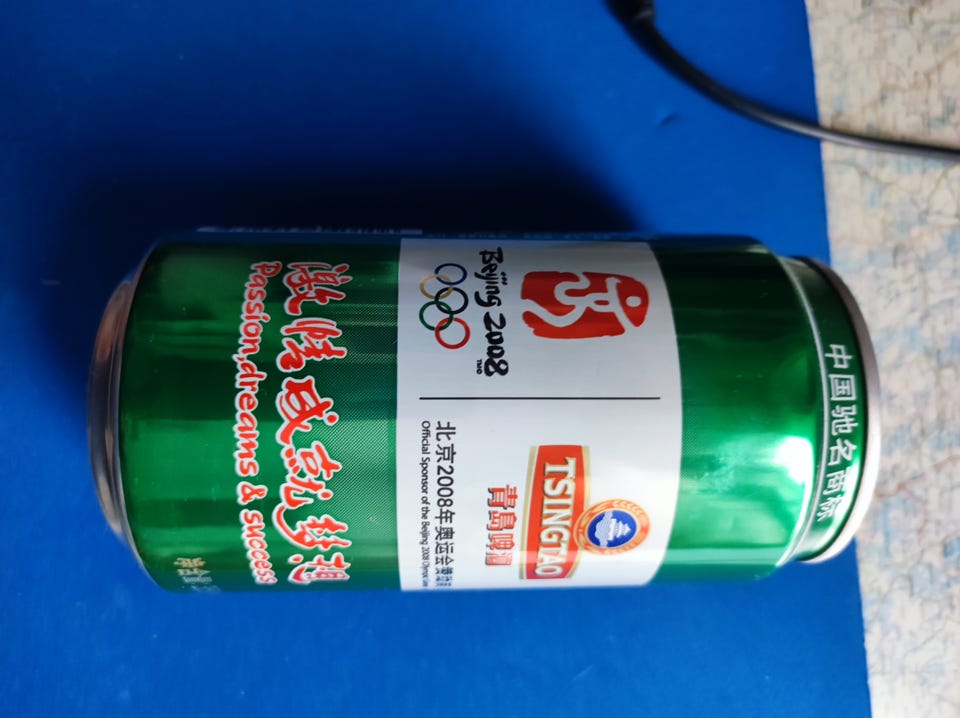 中国驰名商标
Beijing 2008
TSINGTAO
青岛啤酒
北京2008年奥运会赞
Official Sponsor of the Beijing 2008 Olympic
激情成就梦想
Passion,dreams & success